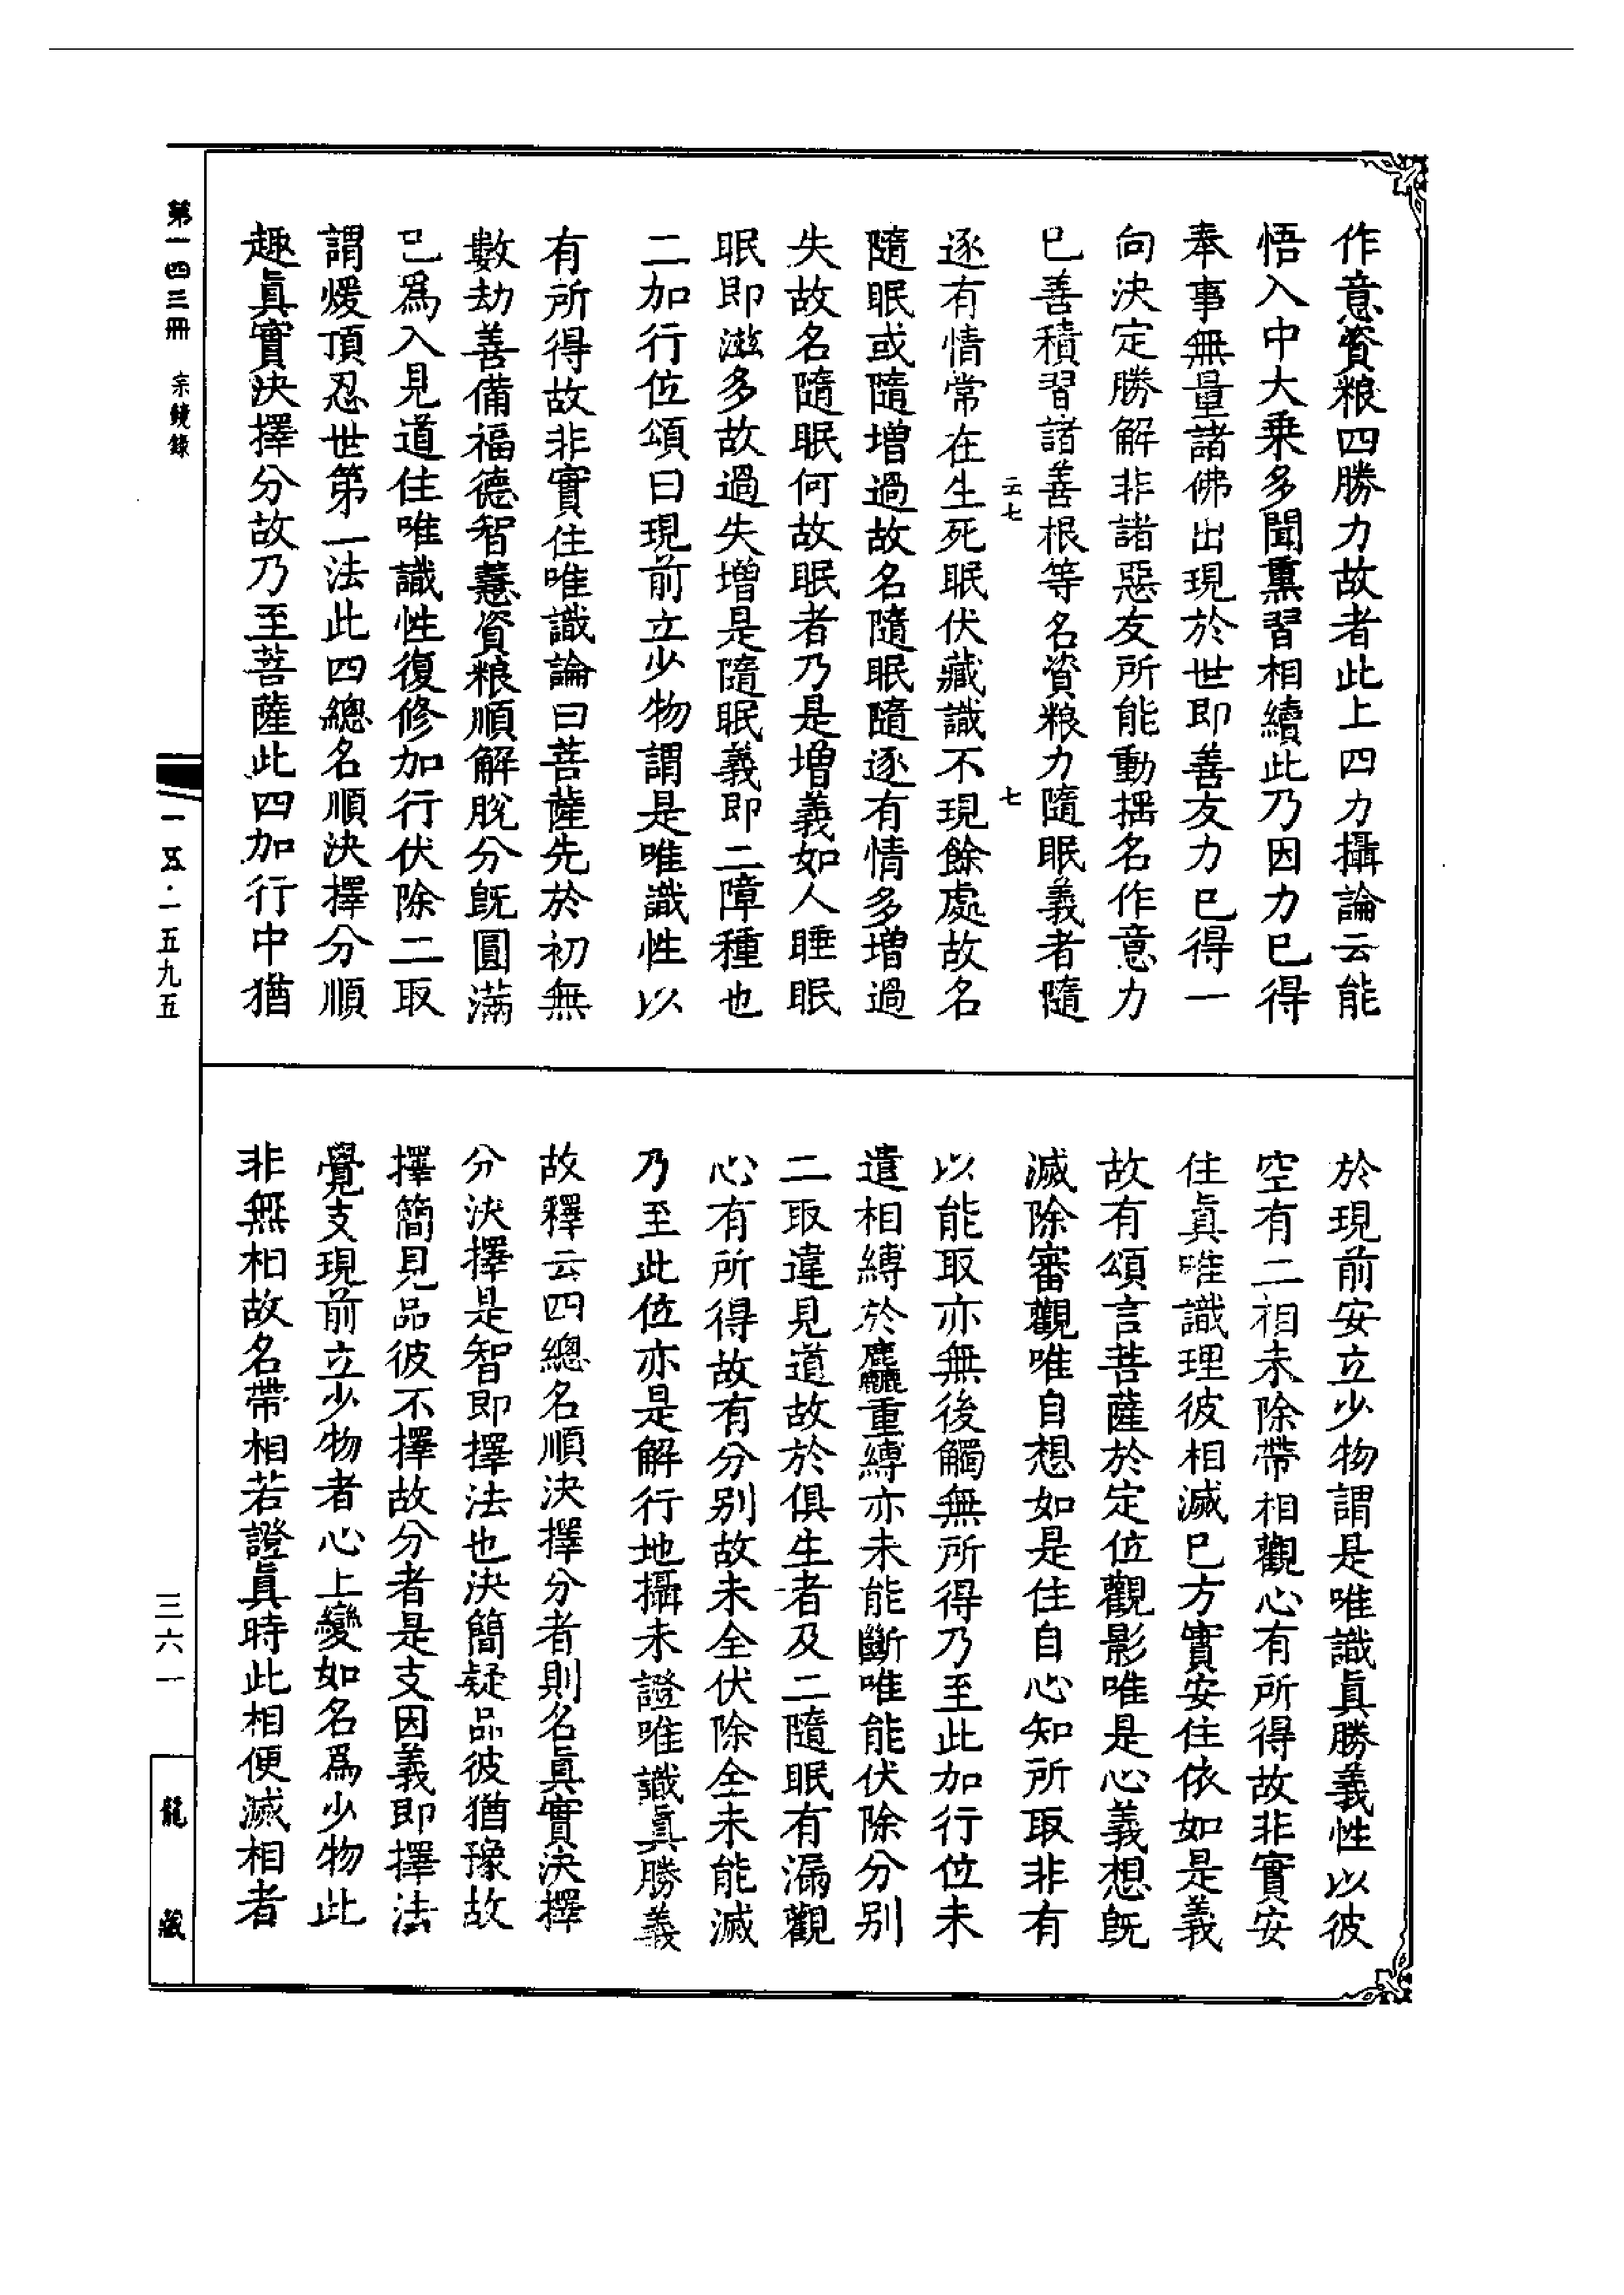 作意資粮四勝力故者此上四力攝論云能
悟入中大乗多聞熏習相續此乃因力巳得
奉事無量諸佛出現於世即善友力巳得一
向決定勝解非諸惡友所能動揺名作意力
巳善積習諸善根等名資粮力隨眠義者隨
云七
七
逐有情常在生死眠伏藏識不現餘處故名
隨眠或隨增過故名隨眠隨逐有情多增過
失故名隨眠何故眠者乃是增義如人睡眠
眠即滋多故過失增是隨眠義即二障種也
二加行位頌曰現前立少物謂是唯識性以
有所得故非實住唯識論曰菩薩先於初無
數劫善備福德智慧資粮順解脫分旣圓滿
巳爲入見道住唯識性復修加行伏除二取
謂煖頂忍世第一法此四總名順決擇分順
趣眞實決擇分故乃至菩薩此四加行中猶
於現前安立少物謂是唯識眞勝義性以彼
空有二相未除帶相觀心有所得故非實安
住眞唯識理彼相滅巳方實安住依如是義
故有頌言菩薩於定位觀影唯是心義想旣
滅除審觀唯自想如是住自心知所取非有
以能取亦無後觸無所得乃至此加行位未
遣相縛於麤重縛亦未能斷唯能伏除分别
二取違見道故於俱生者及二隨眠有漏觀
心有所得故有分别故未全伏除全未能滅
乃至此位亦是解行地攝未證唯識眞勝義
故釋云四總名順決擇分者則名眞實決擇
分決擇是智即擇法也決簡疑品彼猶豫故
擇簡見品彼不擇故分者是支因義即擇法
覺支現前立少物者心上變如名爲少物此
非無相故名帶相若證眞時此相便滅相者
第一四三冊 宗鏡錄
一五·一五九五
三六一
龍藏